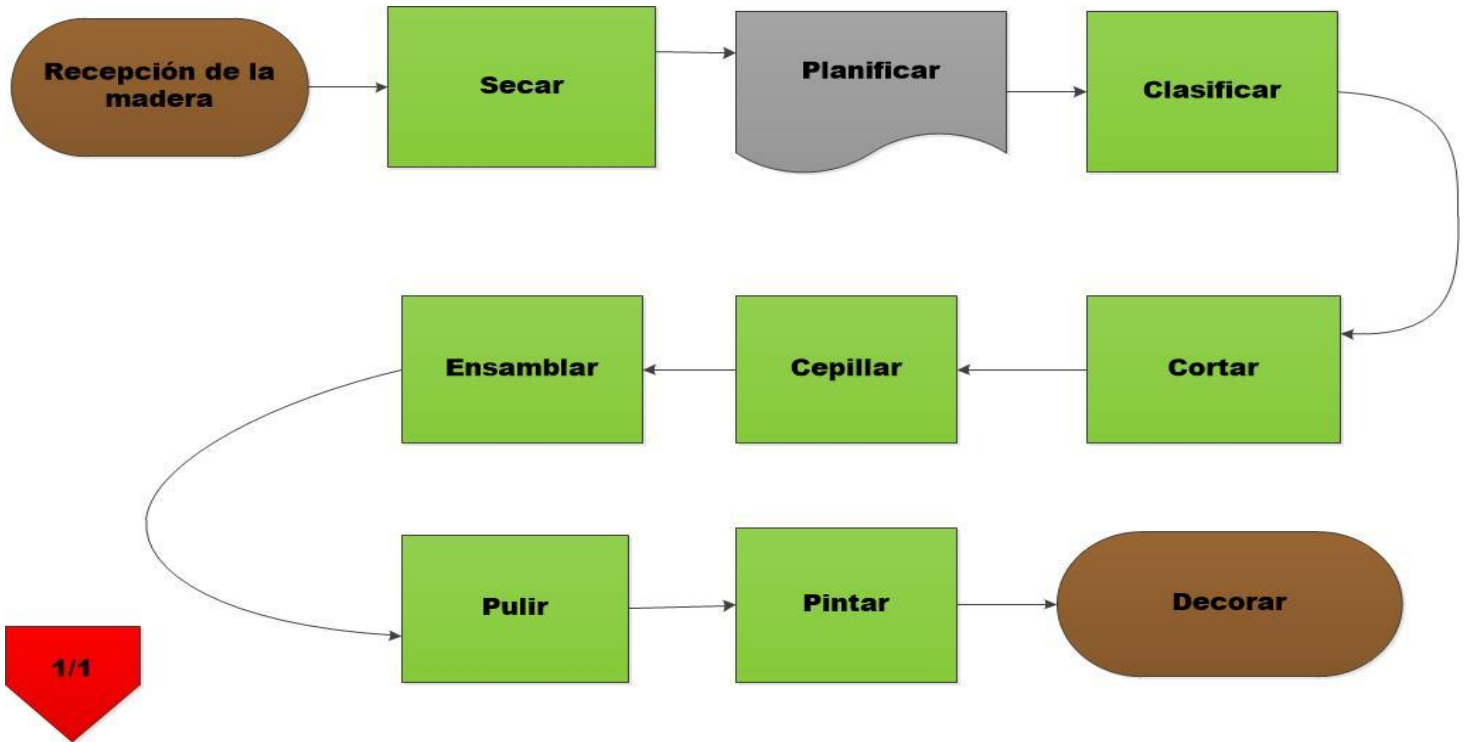 Recepción de la
madera
Secar
Planificar
Clasificar
Cortar
Cepillar
Ensamblar
Pulir
Pintar
Decorar
1/1